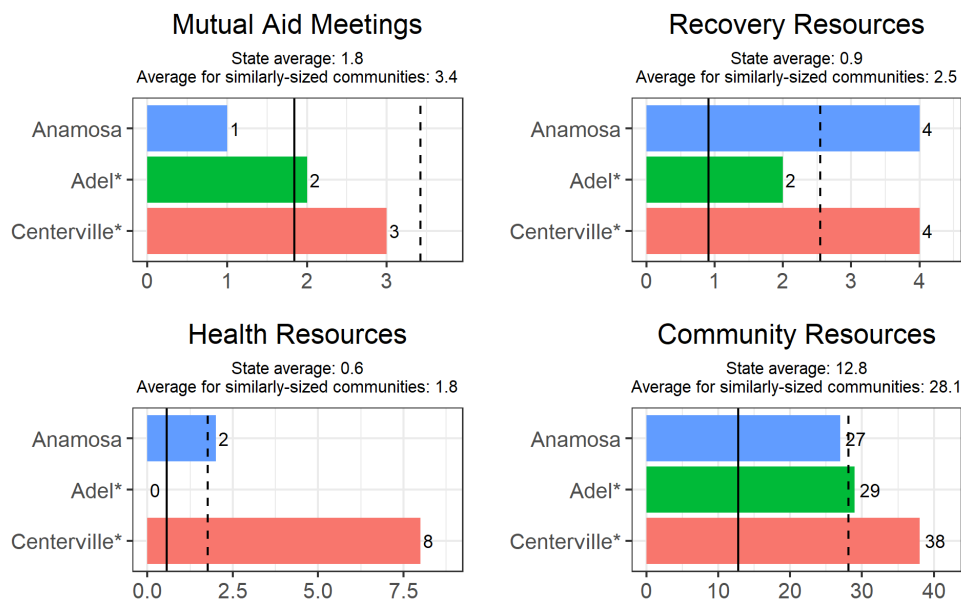 Mutual Aid Meetings
State average: 1.8
Average for similarly-sized communities: 3.4
Anamosa
1
Adel*
2
Centerville*
3
0 1 2 3
Recovery Resources
State average: 0.9
Average for similarly-sized communities: 2.5
Anamosa
4
Adel*
2
Centerville*
4
0 1 2 3 4
Health Resources
State average: 0.6
Average for similarly-sized communities: 1.8
Anamosa
2
Adel*
0
Centerville*
8
0.0 2.5 5.0 7.5
Community Resources
State average: 12.8
Average for similarly-sized communities: 28.1
Anamosa
27
Adel*
29
Centerville*
38
0 10 20 30 40